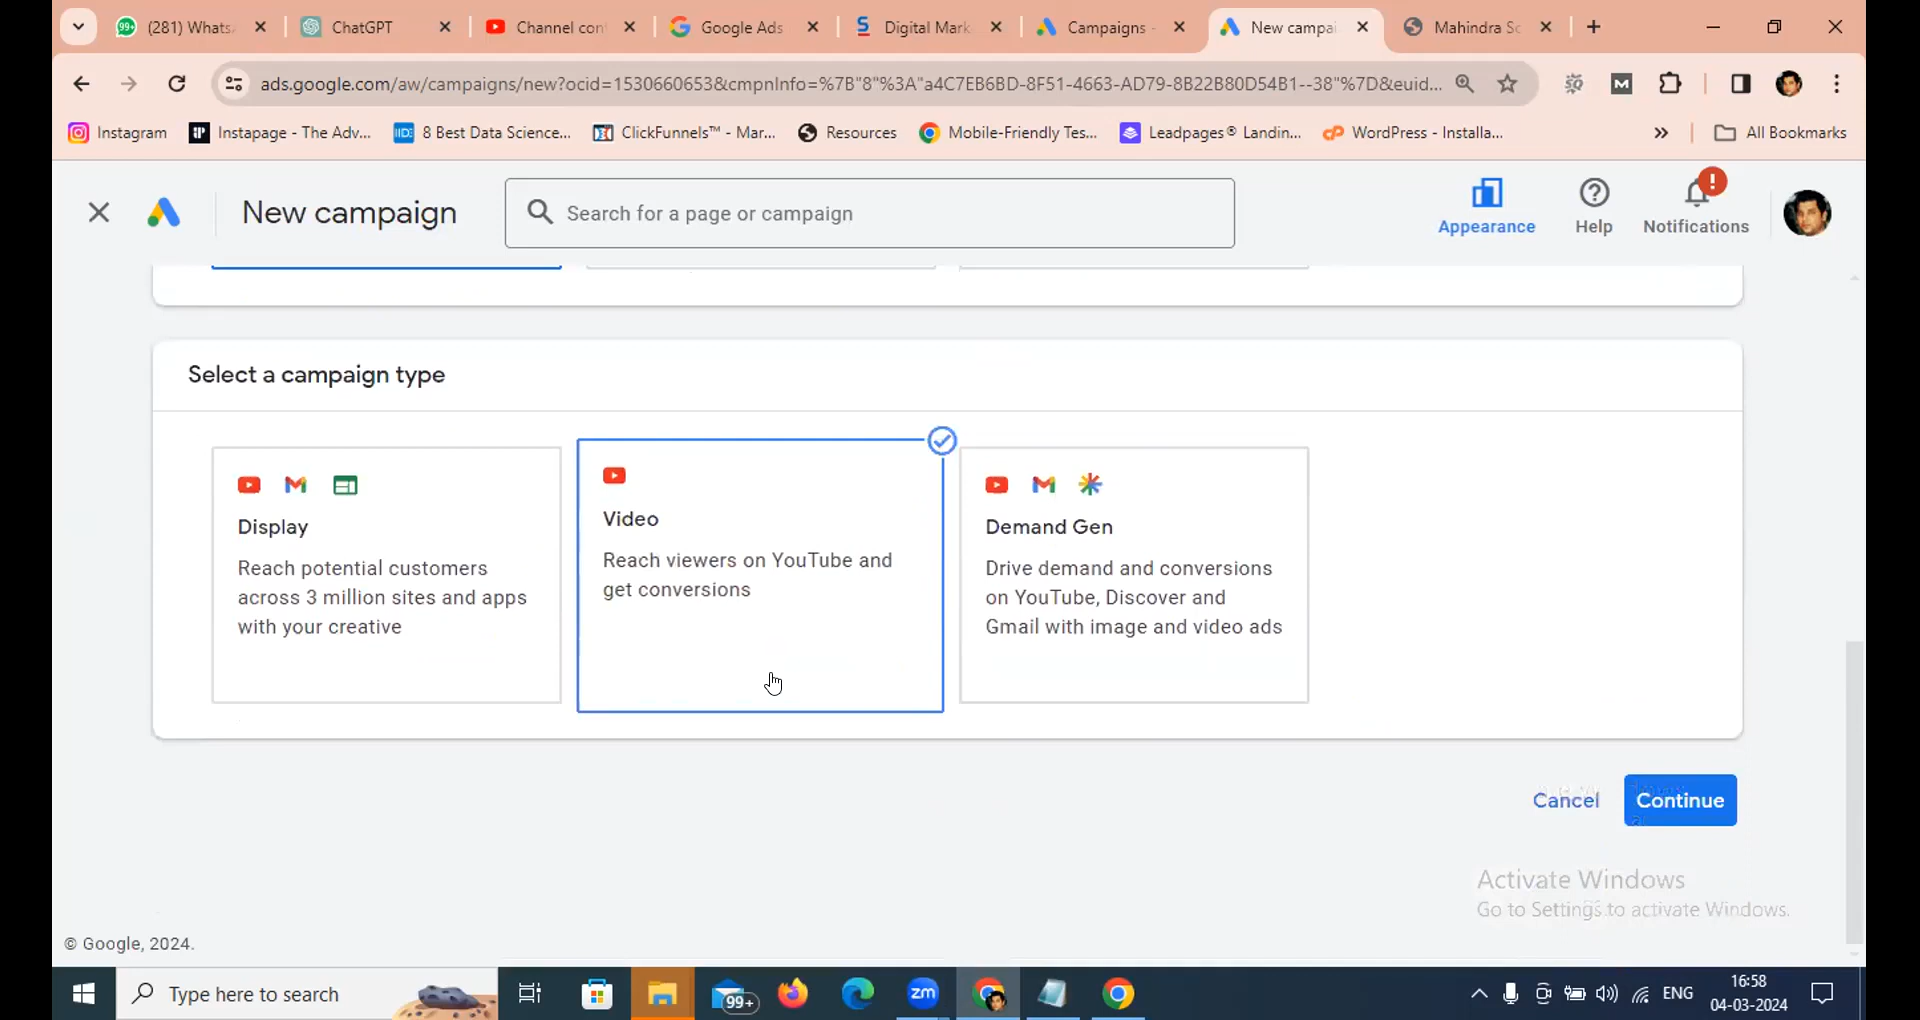 (281) Whats
ChatGPT
Channel con
Google Ads
Digital Mark
Campaigns -
New campai
Mahindra Sc
ads.google.com/aw/campaigns/new?ocid=1530660653&cmpnInfo=%7B"8"%3A"a4C7EB6BD-8F51-4663-AD79-8B22B80D54B1--38"%7D&euid...
Instagram
Instapage - The Adv...
8 Best Data Science...
ClickFunnels™ - Mar...
Resources
Mobile-Friendly Tes...
Leadpages® Landin...
WordPress - Installa...
All Bookmarks
New campaign
Search for a page or campaign
Appearance
Help
Notifications
Select a campaign type
Display
Reach potential customers
across 3 million sites and apps
with your creative
Video
Reach viewers on YouTube and
get conversions
Demand Gen
Drive demand and conversions
on YouTube, Discover and
Gmail with image and video ads
Cancel
Continue
Activate Windows
Go to Settings to activate Windows.
© Google, 2024.
Type here to search
99+
zm
ENG
16:58
04-03-2024